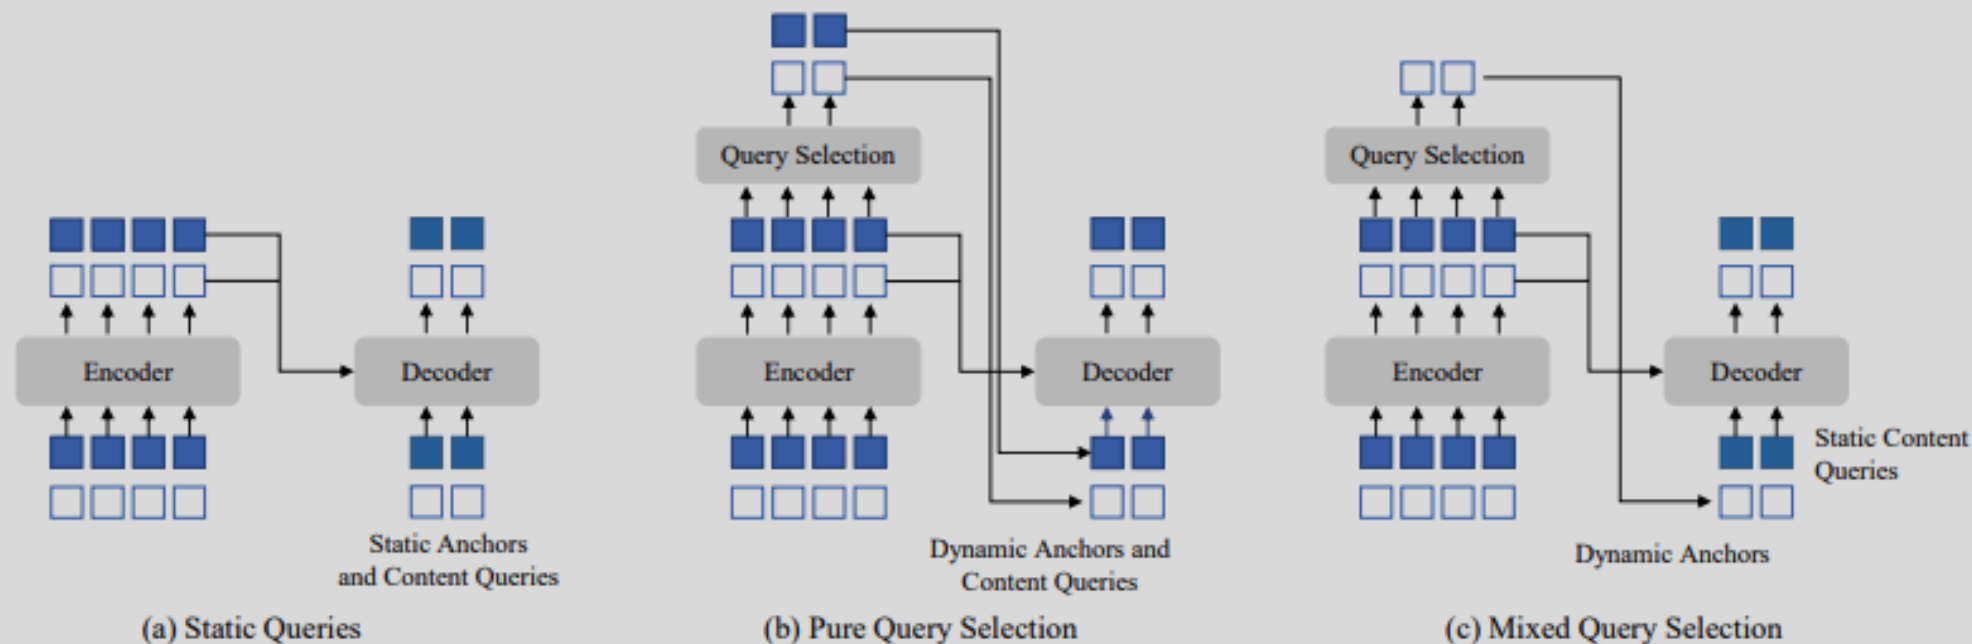 Query Selection
Query Selection
Encoder
Decoder
Encoder
Decoder
Encoder
Decoder
Static Content
Queries
Static Anchors
and Content Queries
Dynamic Anchors and
Content Queries
Dynamic Anchors
(a) Static Queries
(b) Pure Query Selection
(c) Mixed Query Selection